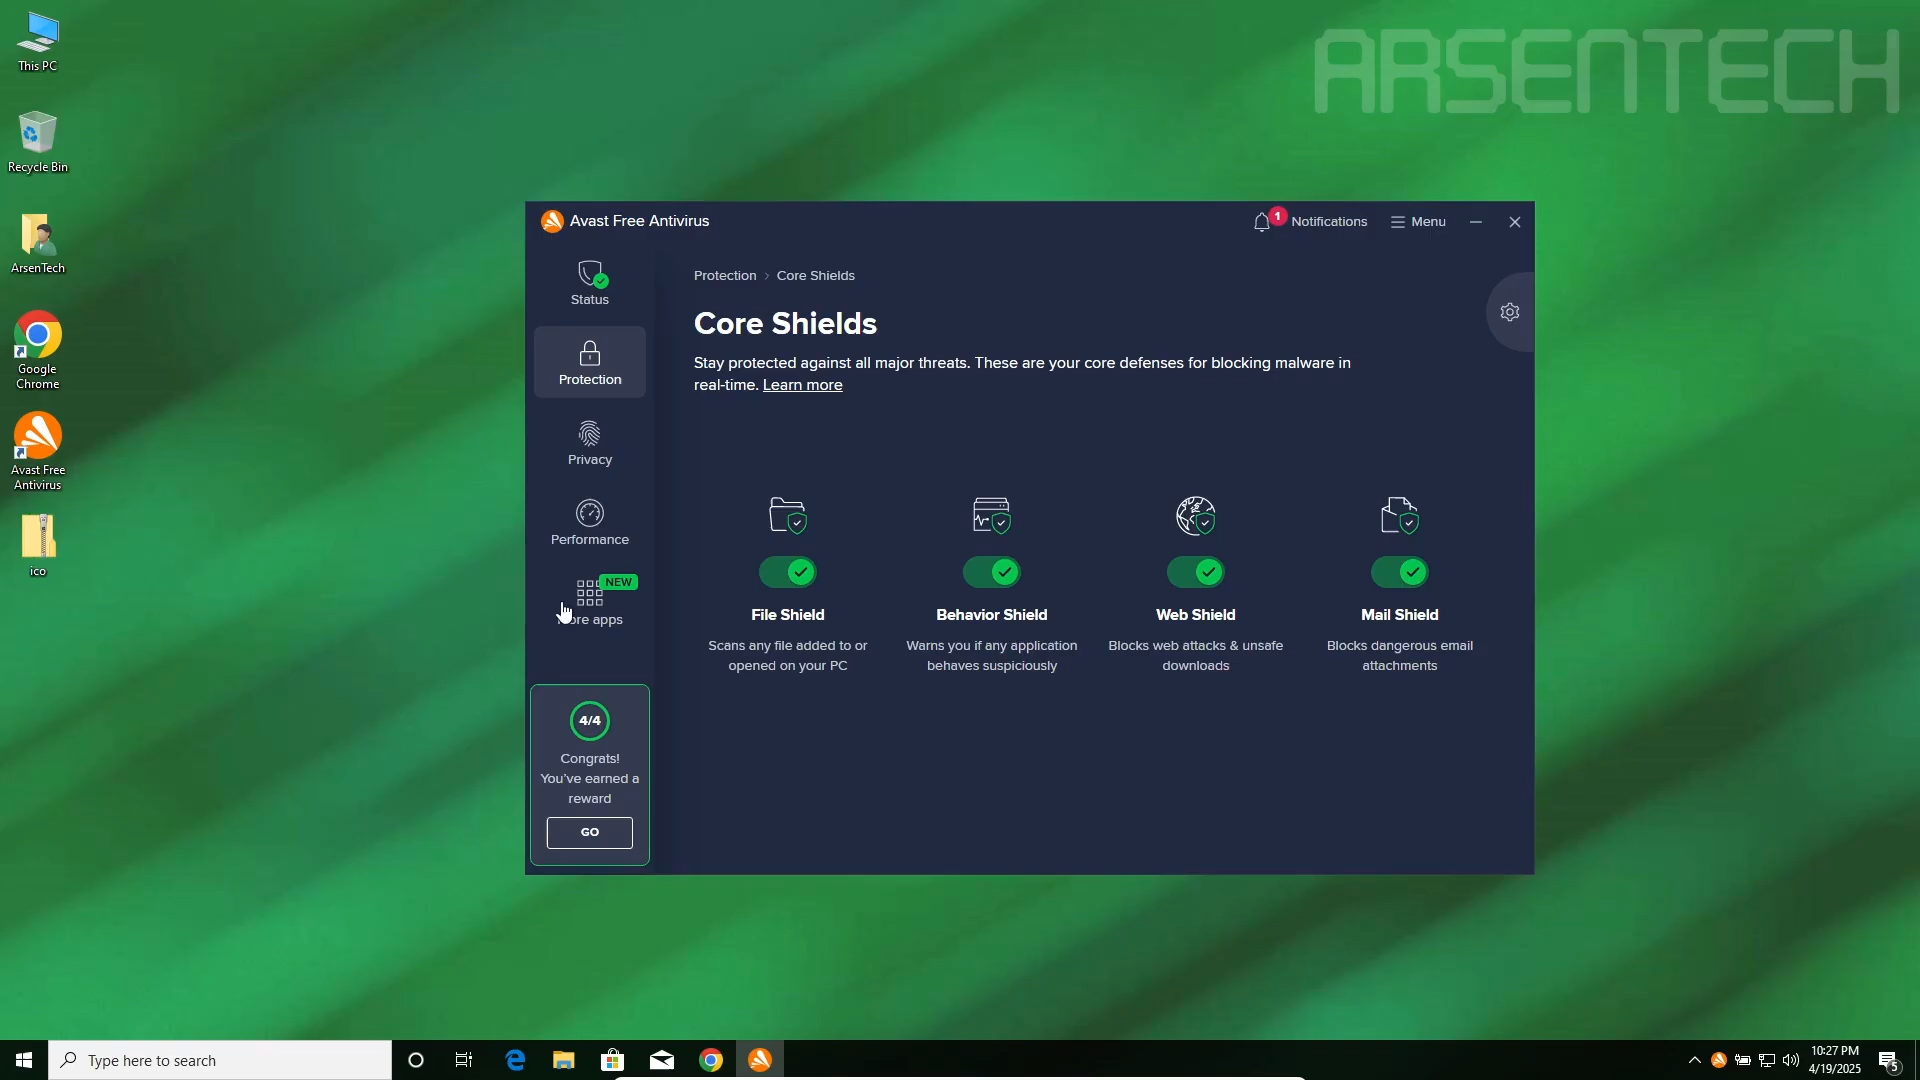 This PC
Recycle Bin
ArsenTech
Google
Chrome
Avast Free
Antivirus
ico
ARSENTECH
Avast Free Antivirus
1
Notifications
Menu
Status
Protection
Privacy
Performance
NEW
More apps
4/4
Congrats!
You've earned a
reward
GO
Protection › Core Shields
Core Shields
Stay protected against all major threats. These are your core defenses for blocking malware in
real-time. Learn more
File Shield
Scans any file added to or
opened on your PC
Behavior Shield
Warns you if any application
behaves suspiciously
Web Shield
Blocks web attacks & unsafe
downloads
Mail Shield
Blocks dangerous email
attachments
Type here to search
10:27 PM
4/19/2025
5